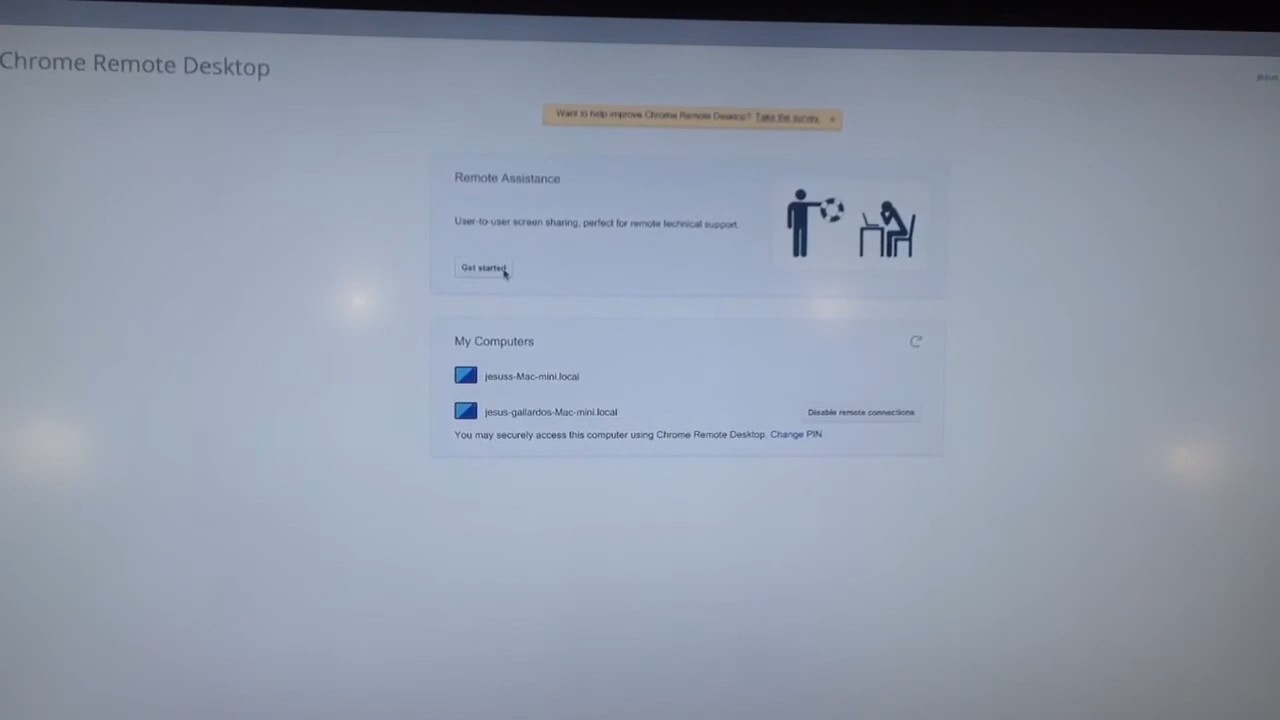 Chrome Remote Desktop
jesus
Want to help improve Chrome Remote Desktop? Take the survey.
Remote Assistance
User-to-user screen sharing, perfect for remote technical support.
Get started
My Computers
jesuss-Mac-mini.local
jesus-gallardos-Mac-mini.local
Disable remote connections
You may securely access this computer using Chrome Remote Desktop. Change PIN